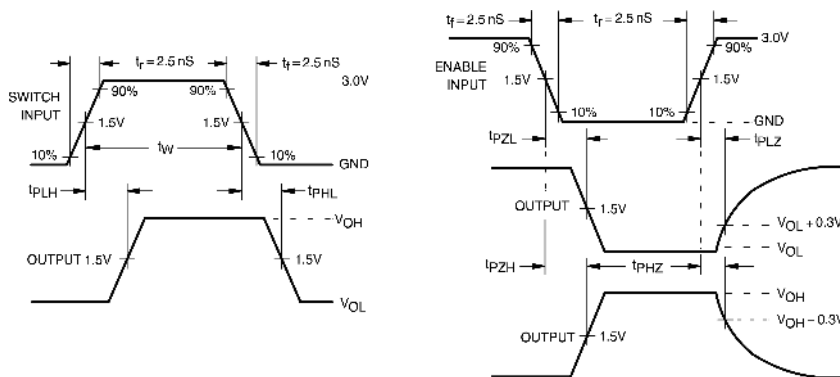 tr= 2.5 nS
tf= 2.5 nS
3.0V
SWITCH
INPUT
90%
90%
1.5V
1.5V
tW
10%
10%
GND
tPLH
tPHL
VOH
OUTPUT
1.5V
1.5V
VOL
tf= 2.5 nS
tr= 2.5 nS
90%
90%
3.0V
ENABLE
INPUT
1.5V
1.5V
10%
10%
GND
tPZL
tPLZ
OUTPUT
1.5V
VOL + 0.3V
VOL
tPZH
tPHZ
VOH
VOH – 0.3V
OUTPUT
1.5V